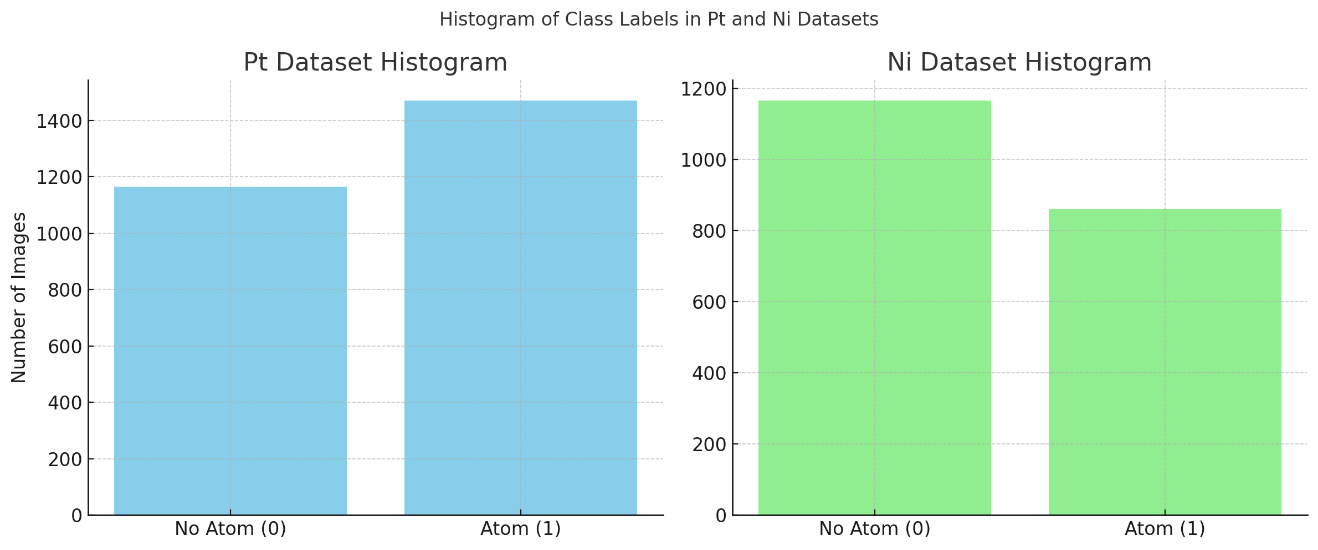 Histogram of Class Labels in Pt and Ni Datasets
Pt Dataset Histogram
Number of Images
1400
1200
1000
800
600
400
200
0
No Atom (0)
Atom (1)
Ni Dataset Histogram
1200
1000
800
600
400
200
0
No Atom (0)
Atom (1)